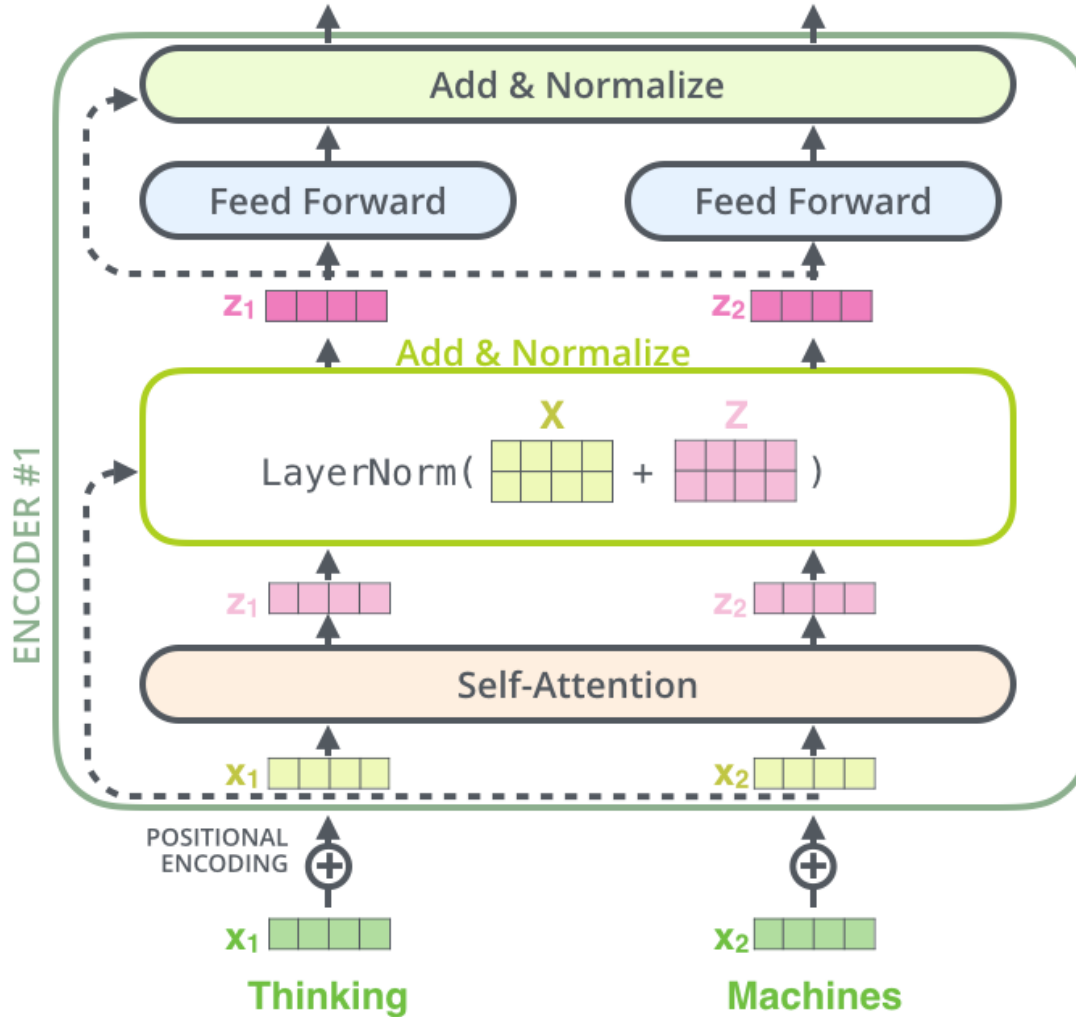 Add & Normalize
Feed Forward Feed Forward
z1 z2
Add & Normalize
X Z
LayerNorm( + )
ENCODER #1
z1 z2
Self-Attention
x1 x2
POSITIONAL
ENCODING
x1 x2
Thinking Machines